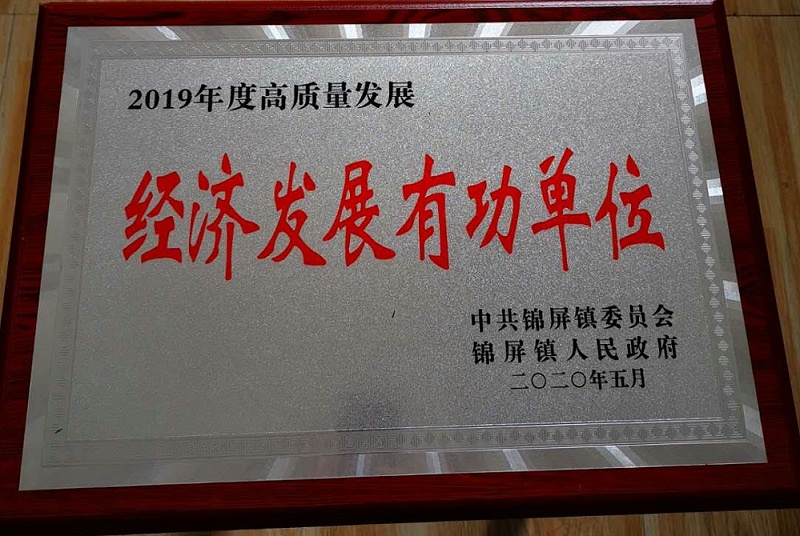 2019年度高质量发展
经济发展有功单位
中共锦屏镇委员会
锦屏镇人民政府
二〇二〇年五月